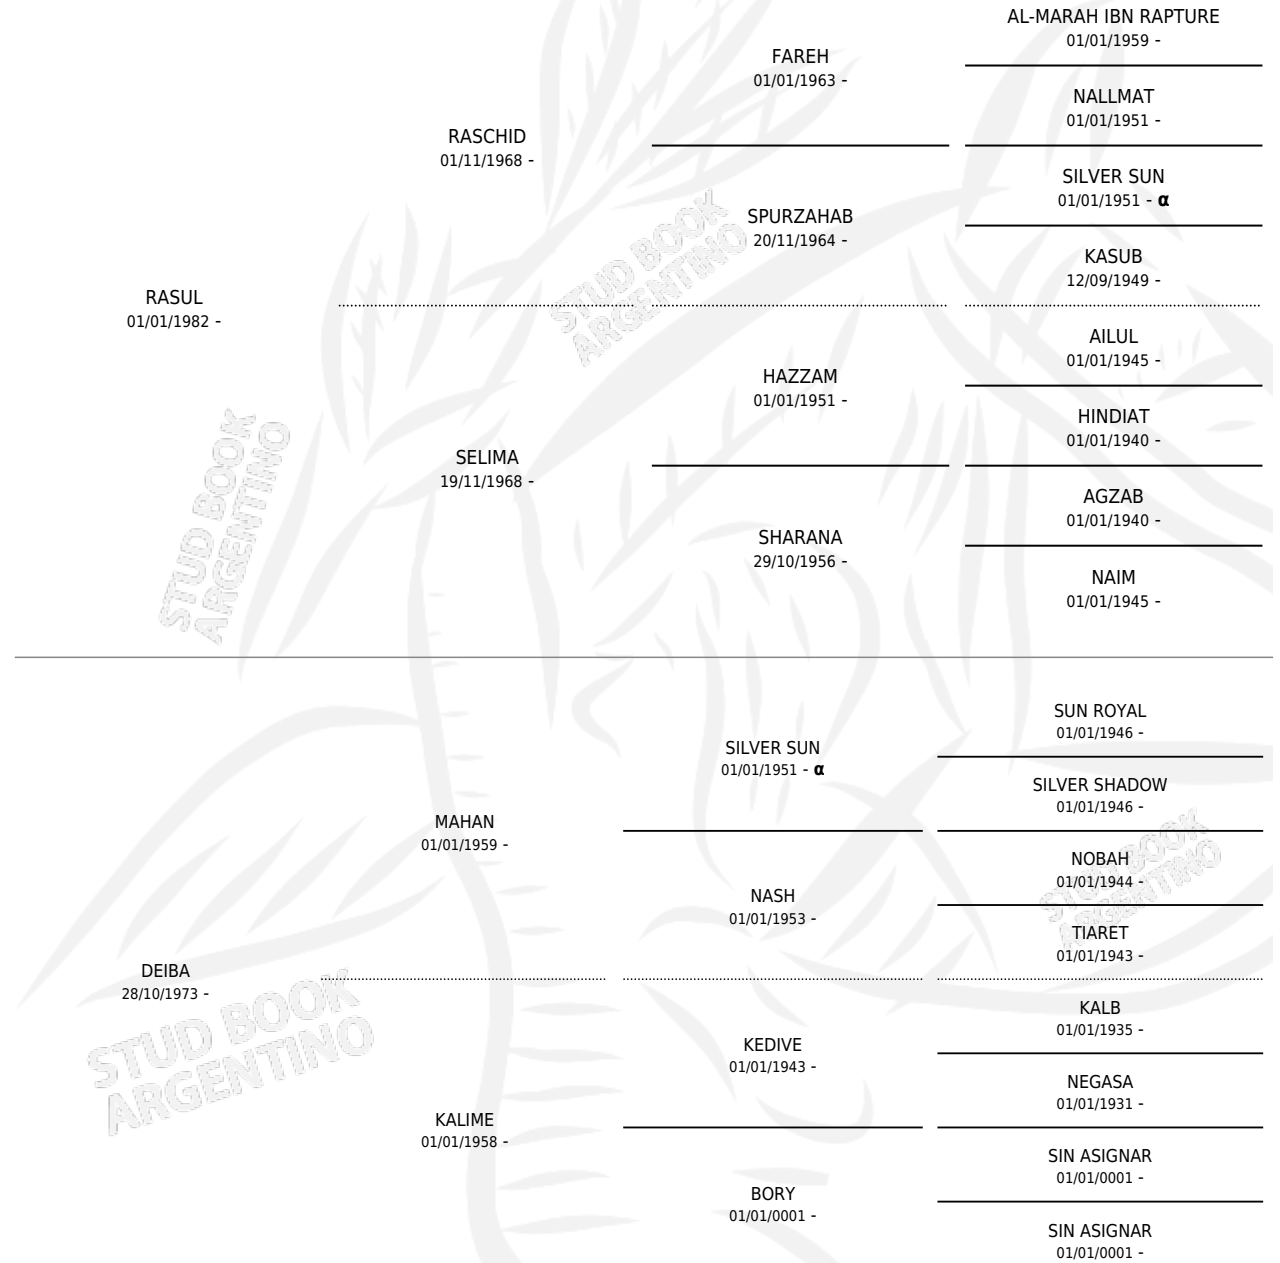 AL-MARAH IBN RAPTURE
01/01/1959 -
FAREH
01/01/1963 -
NALLMAT
01/01/1951 -
RASCHID
01/11/1968 -
SILVER SUN
01/01/1951 - α
SPURZAHAB
20/11/1964 -
KASUB
12/09/1949 -
RASUL
01/01/1982 -
AILUL
01/01/1945 -
HAZZAM
01/01/1951 -
HINDIAT
01/01/1940 -
SELIMA
19/11/1968 -
AGZAB
01/01/1940 -
SHARANA
29/10/1956 -
NAIM
01/01/1945 -
SUN ROYAL
01/01/1946 -
SILVER SUN
01/01/1951 - α
SILVER SHADOW
01/01/1946 -
MAHAN
01/01/1959 -
NOBAH
01/01/1944 -
NASH
01/01/1953 -
TIARET
01/01/1943 -
DEIBA
28/10/1973 -
KALB
01/01/1935 -
KEDIVE
01/01/1943 -
NEGASA
01/01/1931 -
KALIME
01/01/1958 -
SIN ASIGNAR
01/01/0001 -
BORY
01/01/0001 -
SIN ASIGNAR
01/01/0001 -
STUD BOOK
ARGENTINO
STUD BOOK
ARGENTINO
STUD BOOK
ARGENTINO
STUD BOOK
ARGENTINO